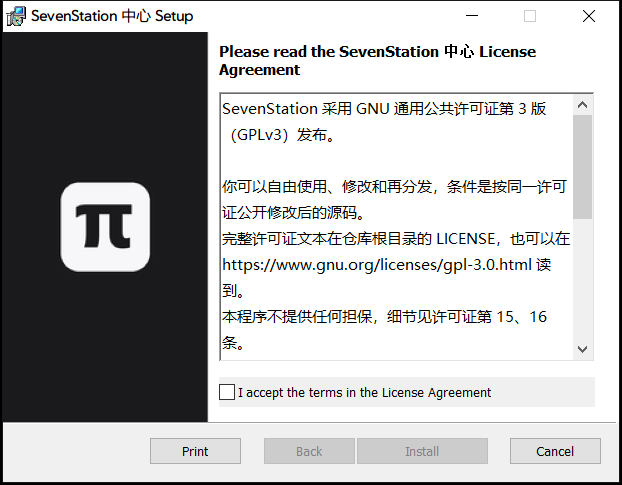 SevenStation 中心 Setup
Please read the SevenStation 中心 License
Agreement
SevenStation 采用 GNU 通用公共许可证第 3 版
（GPLv3）发布。
你可以自由使用、修改和再分发，条件是按同一许可
证公开修改后的源码。
完整许可证文本在仓库根目录的 LICENSE，也可以在
https://www.gnu.org/licenses/gpl-3.0.html 读
到。
本程序不提供任何担保，细节见许可证第 15、16
条。
π
I accept the terms in the License Agreement
Print
Back
Install
Cancel